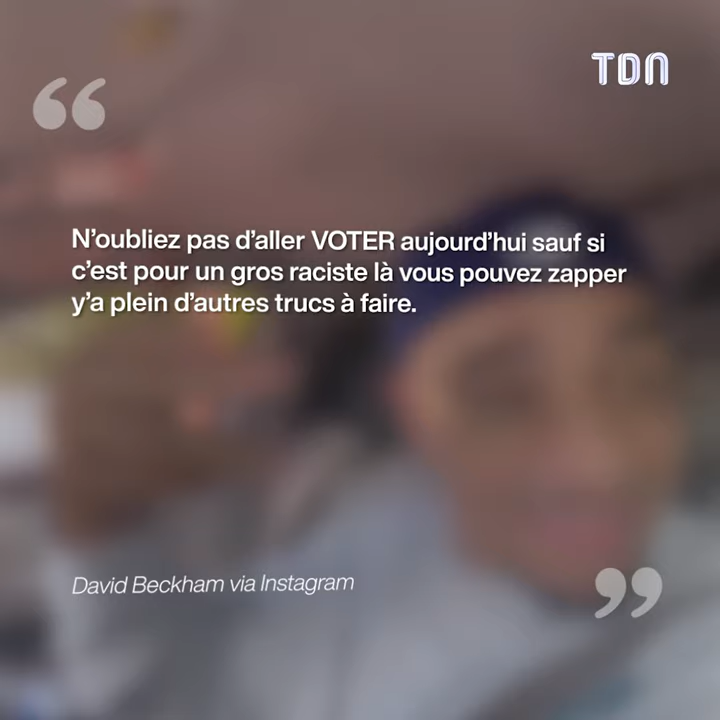 TDN
“
N’oubliez pas d’aller VOTER aujourd’hui sauf si
c’est pour un gros raciste là vous pouvez zapper
y’a plein d’autres trucs à faire.
David Beckham via Instagram
”